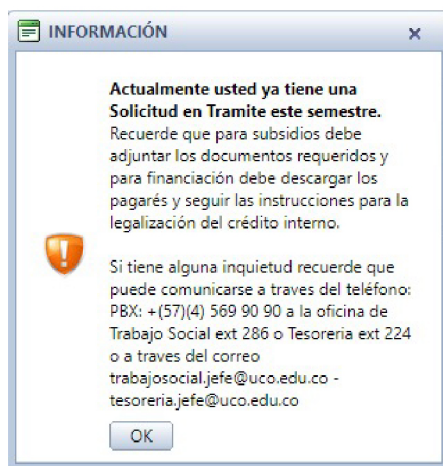 INFORMACIÓN
Actualmente usted ya tiene una
Solicitud en Tramite este semestre.
Recuerde que para subsidios debe
adjuntar los documentos requeridos y
para financiación debe descargar los
pagarés y seguir las instrucciones para la
legalización del crédito interno.
Si tiene alguna inquietud recuerde que
puede comunicarse a traves del teléfono:
PBX: +(57)(4) 569 90 90 a la oficina de
Trabajo Social ext 286 o Tesoreria ext 224
o a traves del correo
trabajosocial.jefe@uco.edu.co -
tesoreria.jefe@uco.edu.co
OK